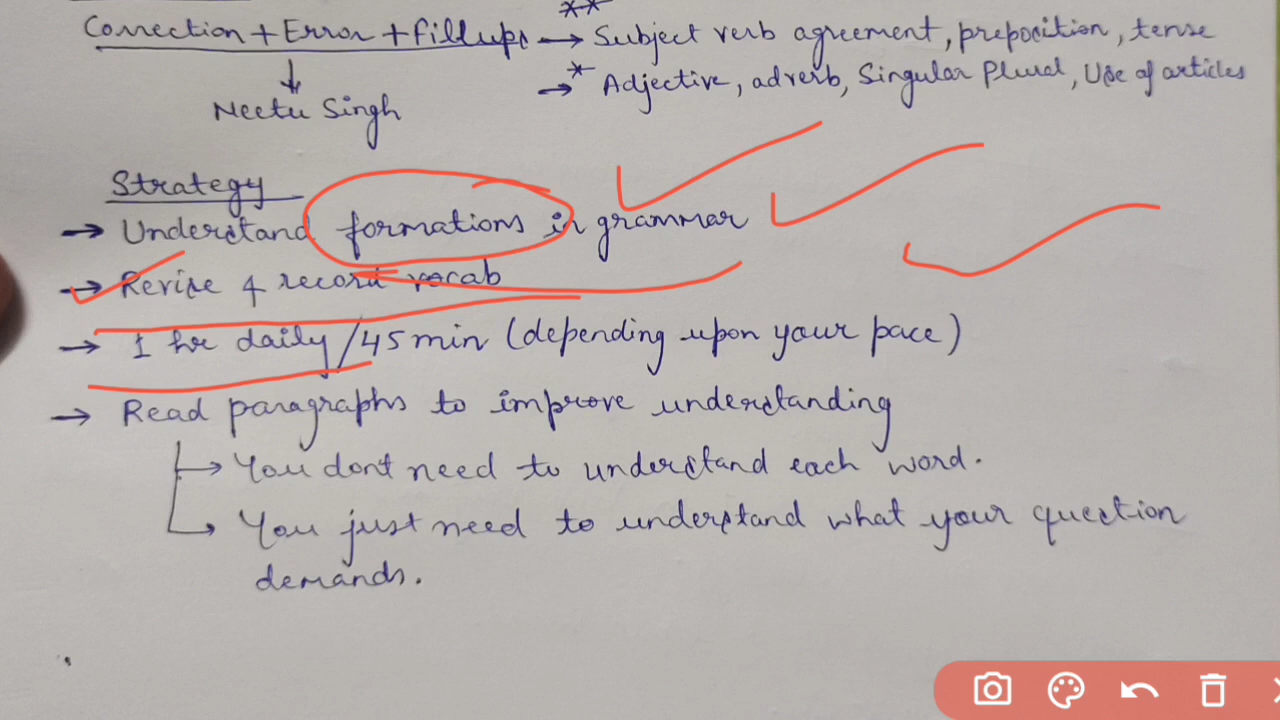 **
Correction + Error + fillups → Subject verb agreement, preposition, tense
↓ → * Adjective, adverb, Singular Plural, Use of articles
Neetu Singh
Strategy
→ Understand formations in grammar
→ Revise & record vocab
→ 1 hr daily / 45 min (depending upon your pace)
→ Read paragraphs to improve understanding
→ You dont need to understand each word.
→ You just need to understand what your question
demands.